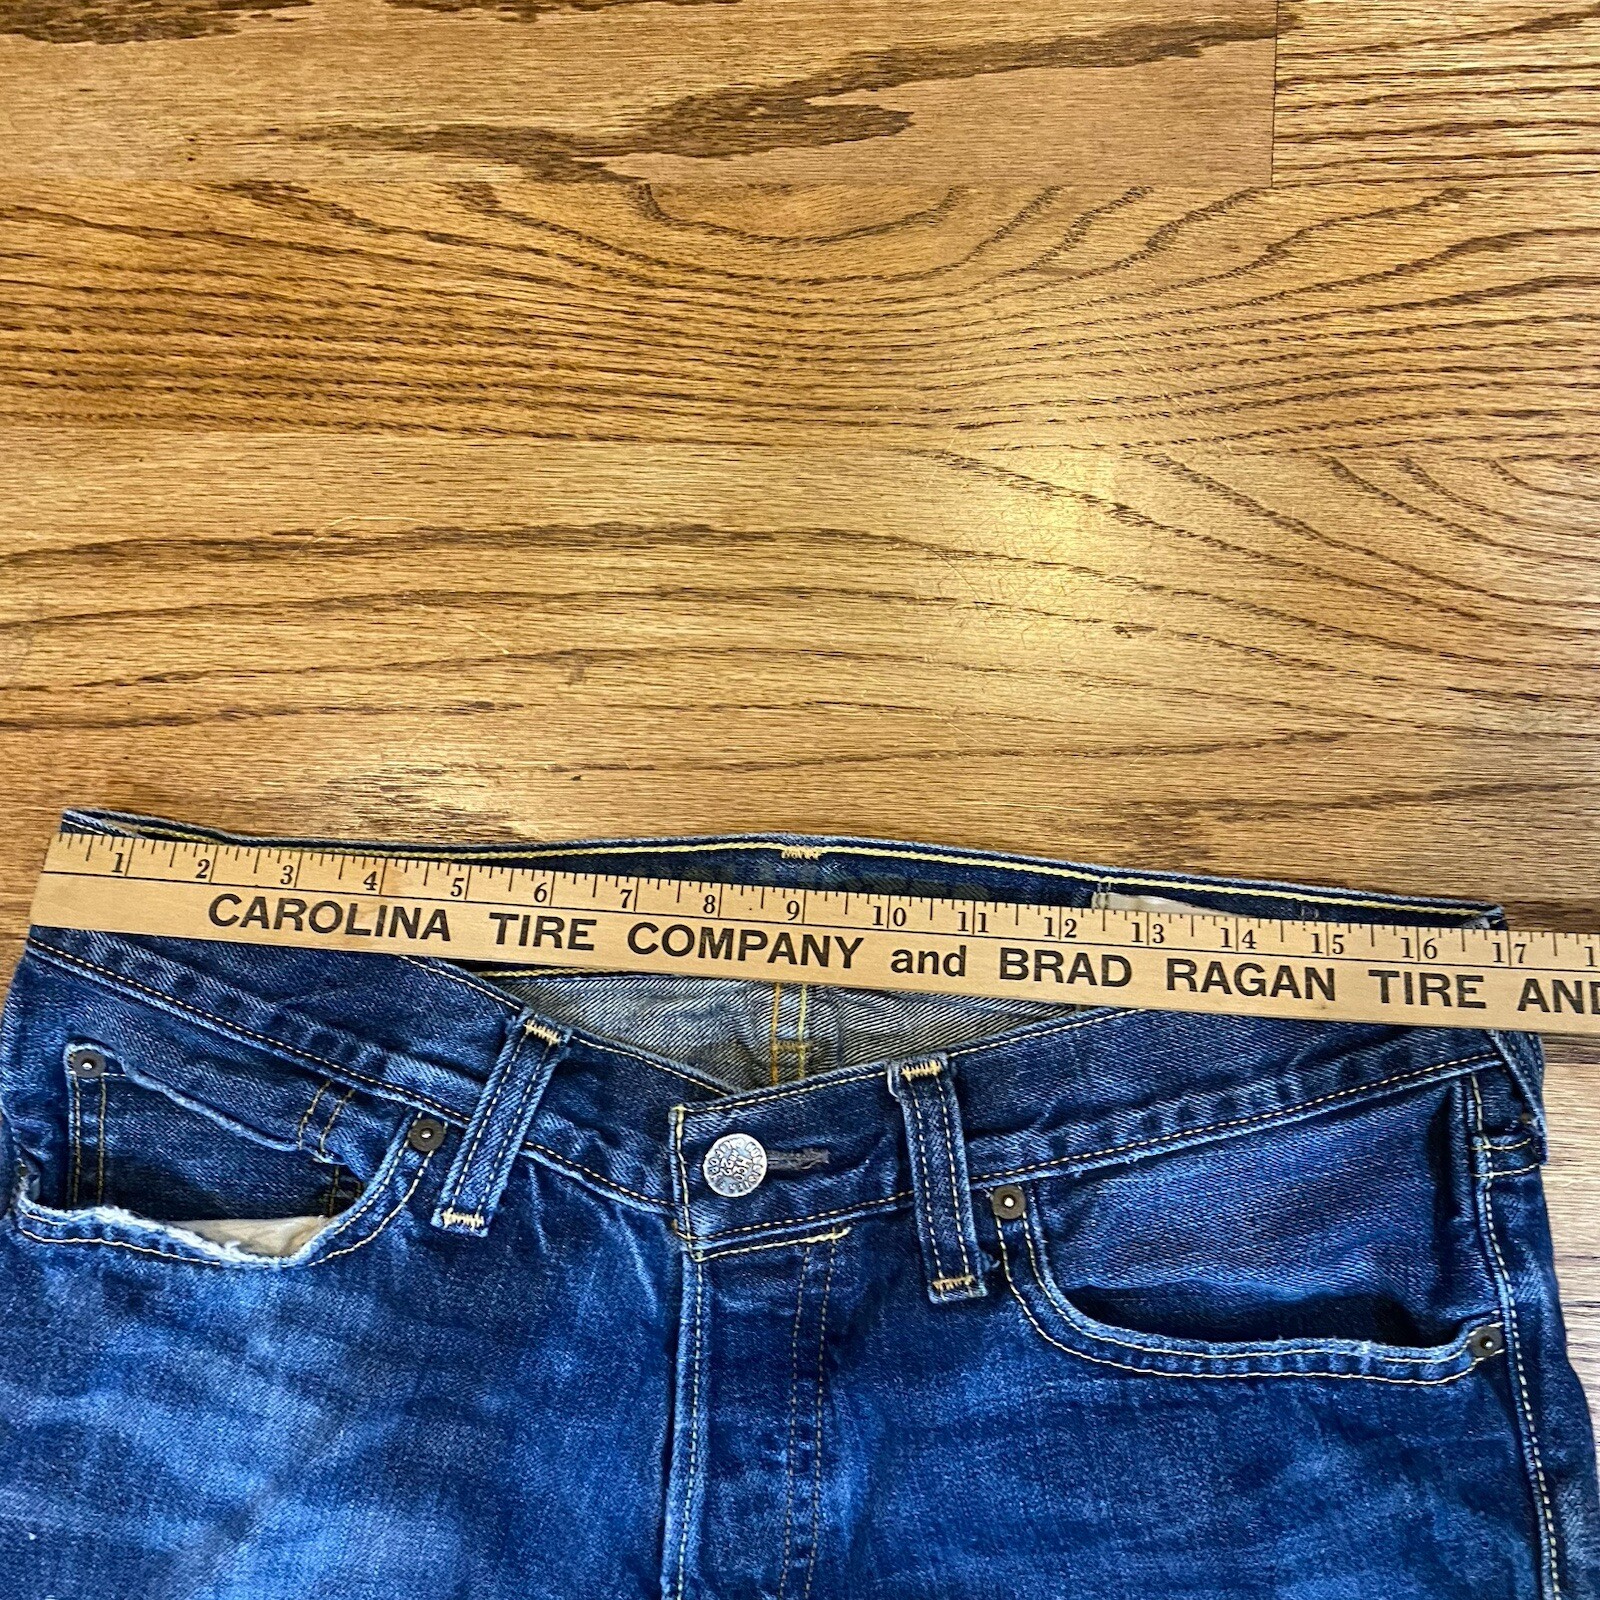 1 2 3 4 5 6 7 8 9 10 11 12 13 14 15 16 17
CAROLINA TIRE COMPANY and BRAD RAGAN TIRE AND